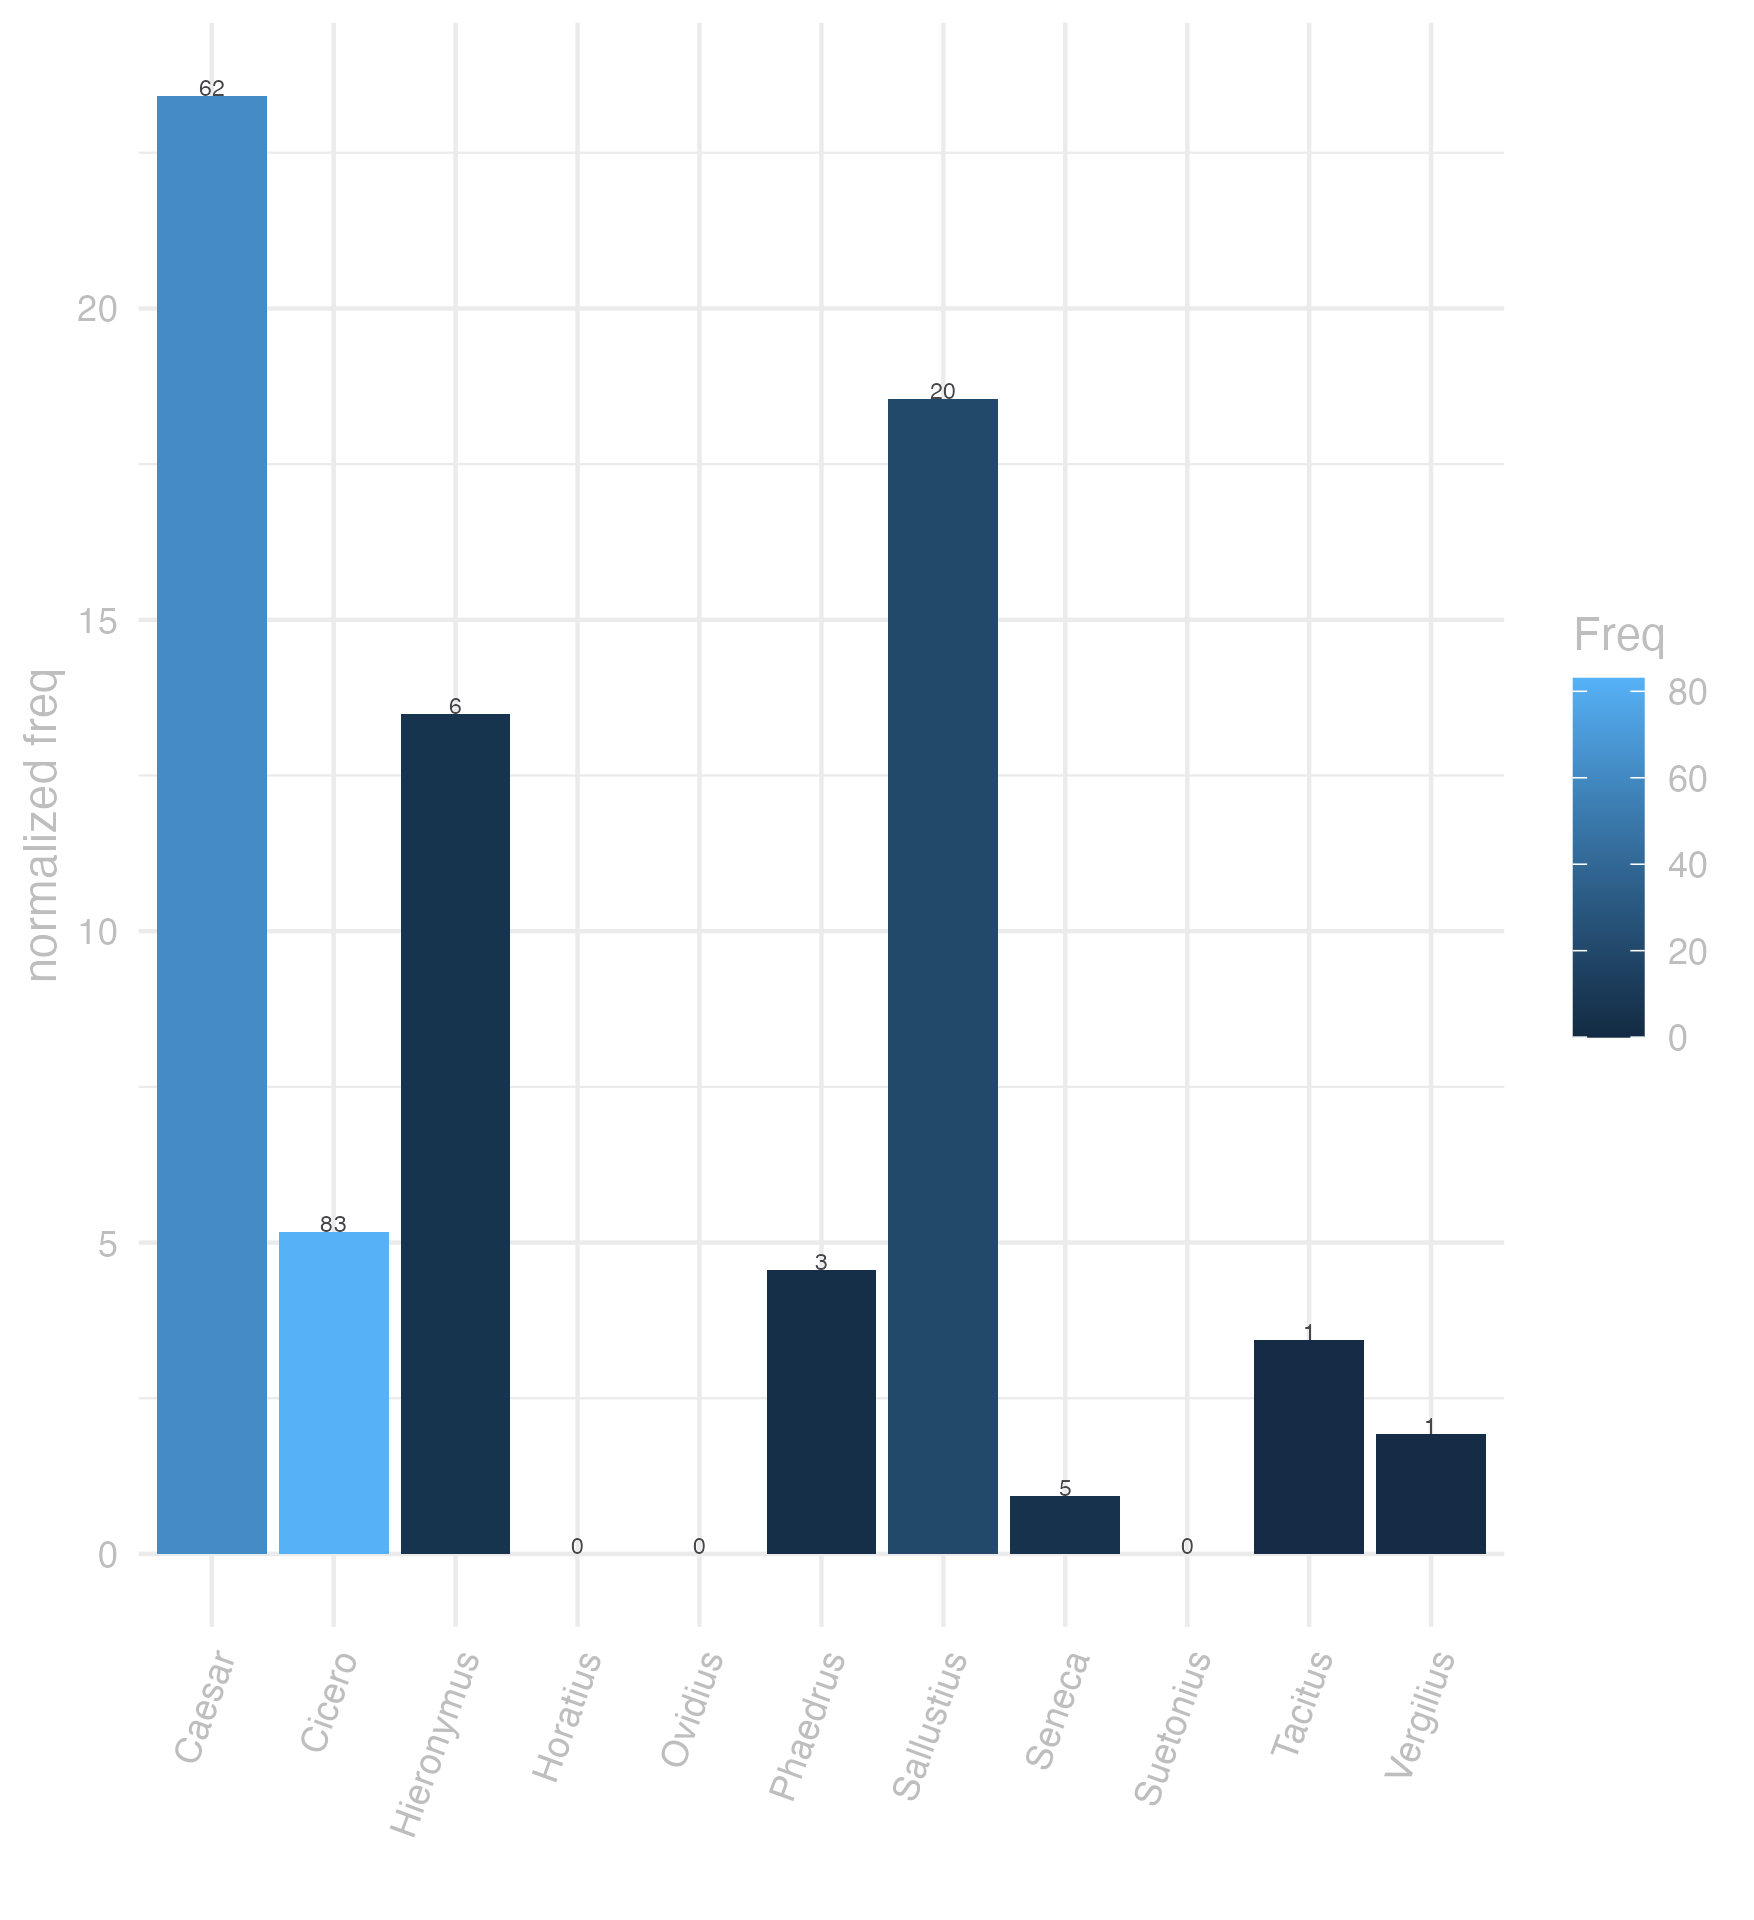 62
20
20
15
6
Freq
normalized freq
80
60
40
20
0
10
83
5
3
1
1
5
0
0
0
0
Caesar
Cicero
Hieronymus
Horatius
Ovidius
Phaedrus
Sallustius
Seneca
Suetonius
Tacitus
Vergilius